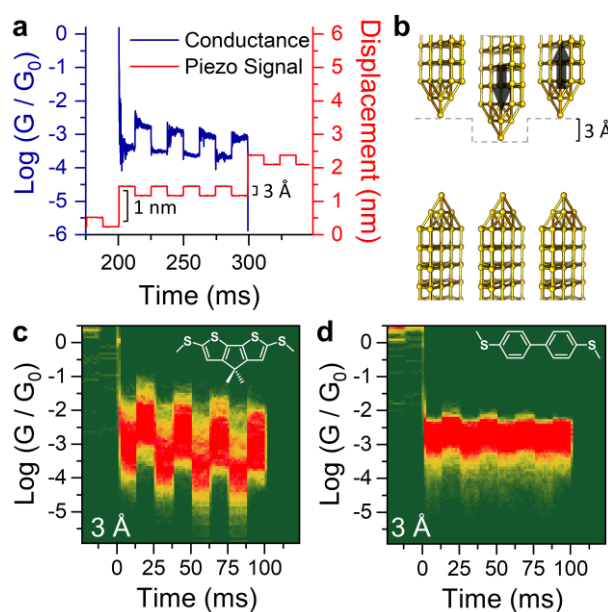 a
Conductance
Piezo Signal
Log (G / G₀)
0
-1
-2
-3
-4
-5
-6
1 nm
3 Å
200
250
300
Time (ms)
6
5
4
3
2
1
0
Displacement (nm)
b
3 Å
c
Log (G / G₀)
0
-1
-2
-3
-4
-5
S
S
S
S
3 Å
0
25
50
75
100
Time (ms)
d
Log (G / G₀)
0
-1
-2
-3
-4
-5
S
S
3 Å
0
25
50
75
100
Time (ms)